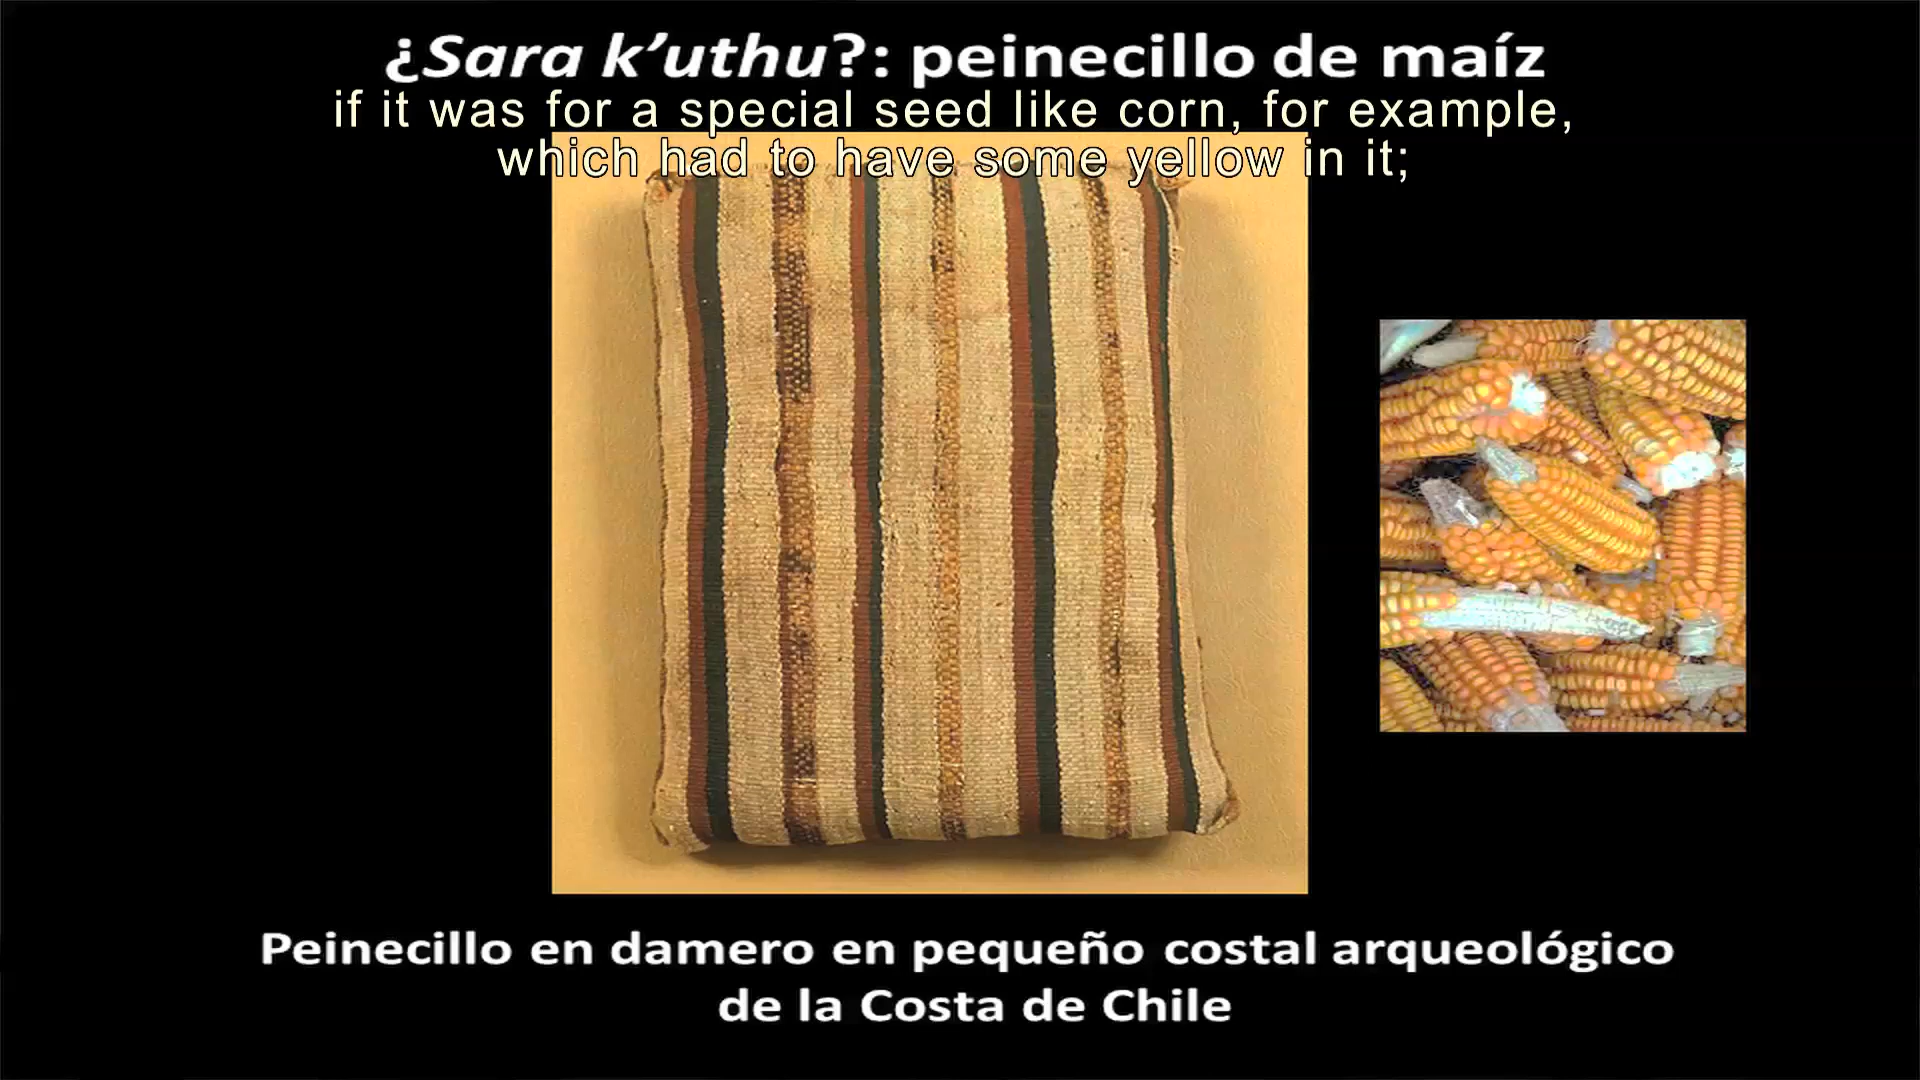 ¿Sara k’uthu?: peinecillo de maíz
if it was for a special seed like corn, for example,
which had to have some yellow in it;
Peinecillo en damero en pequeño costal arqueológico
de la Costa de Chile